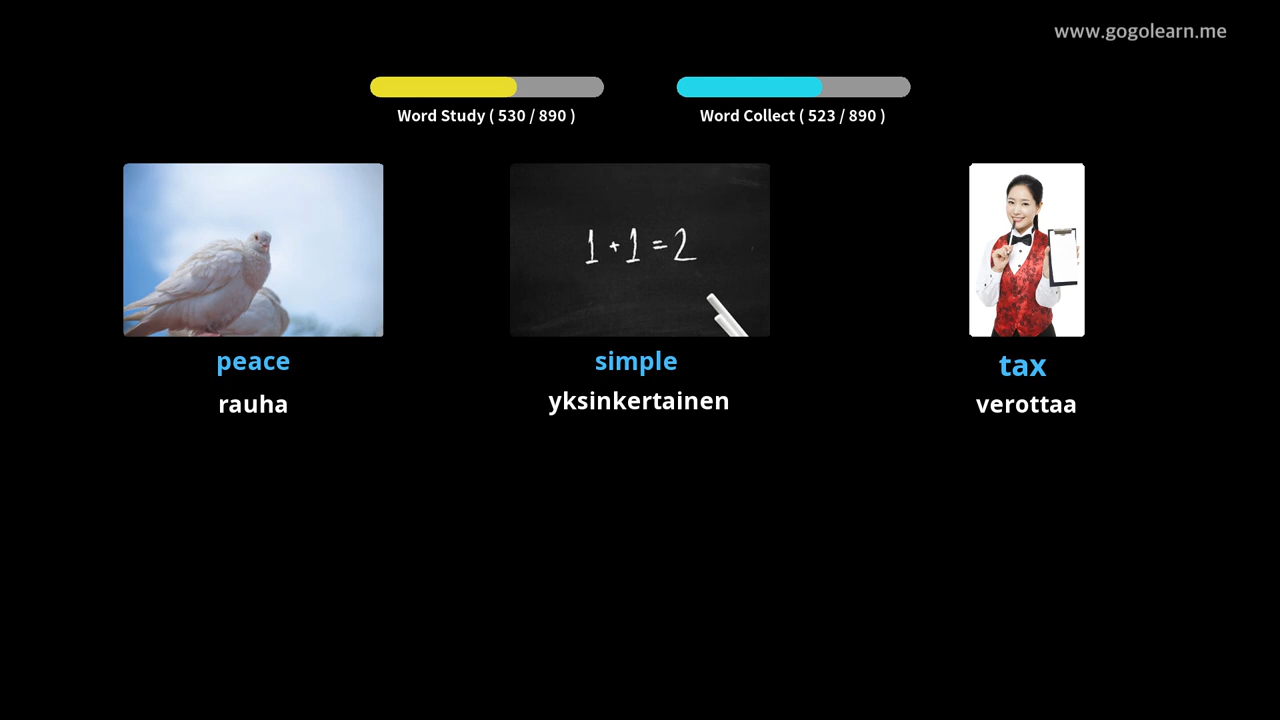 www.gogolearn.me
Word Study ( 530 / 890 )
Word Collect ( 523 / 890 )
1 + 1 = 2
peace
simple
tax
rauha
yksinkertainen
verottaa